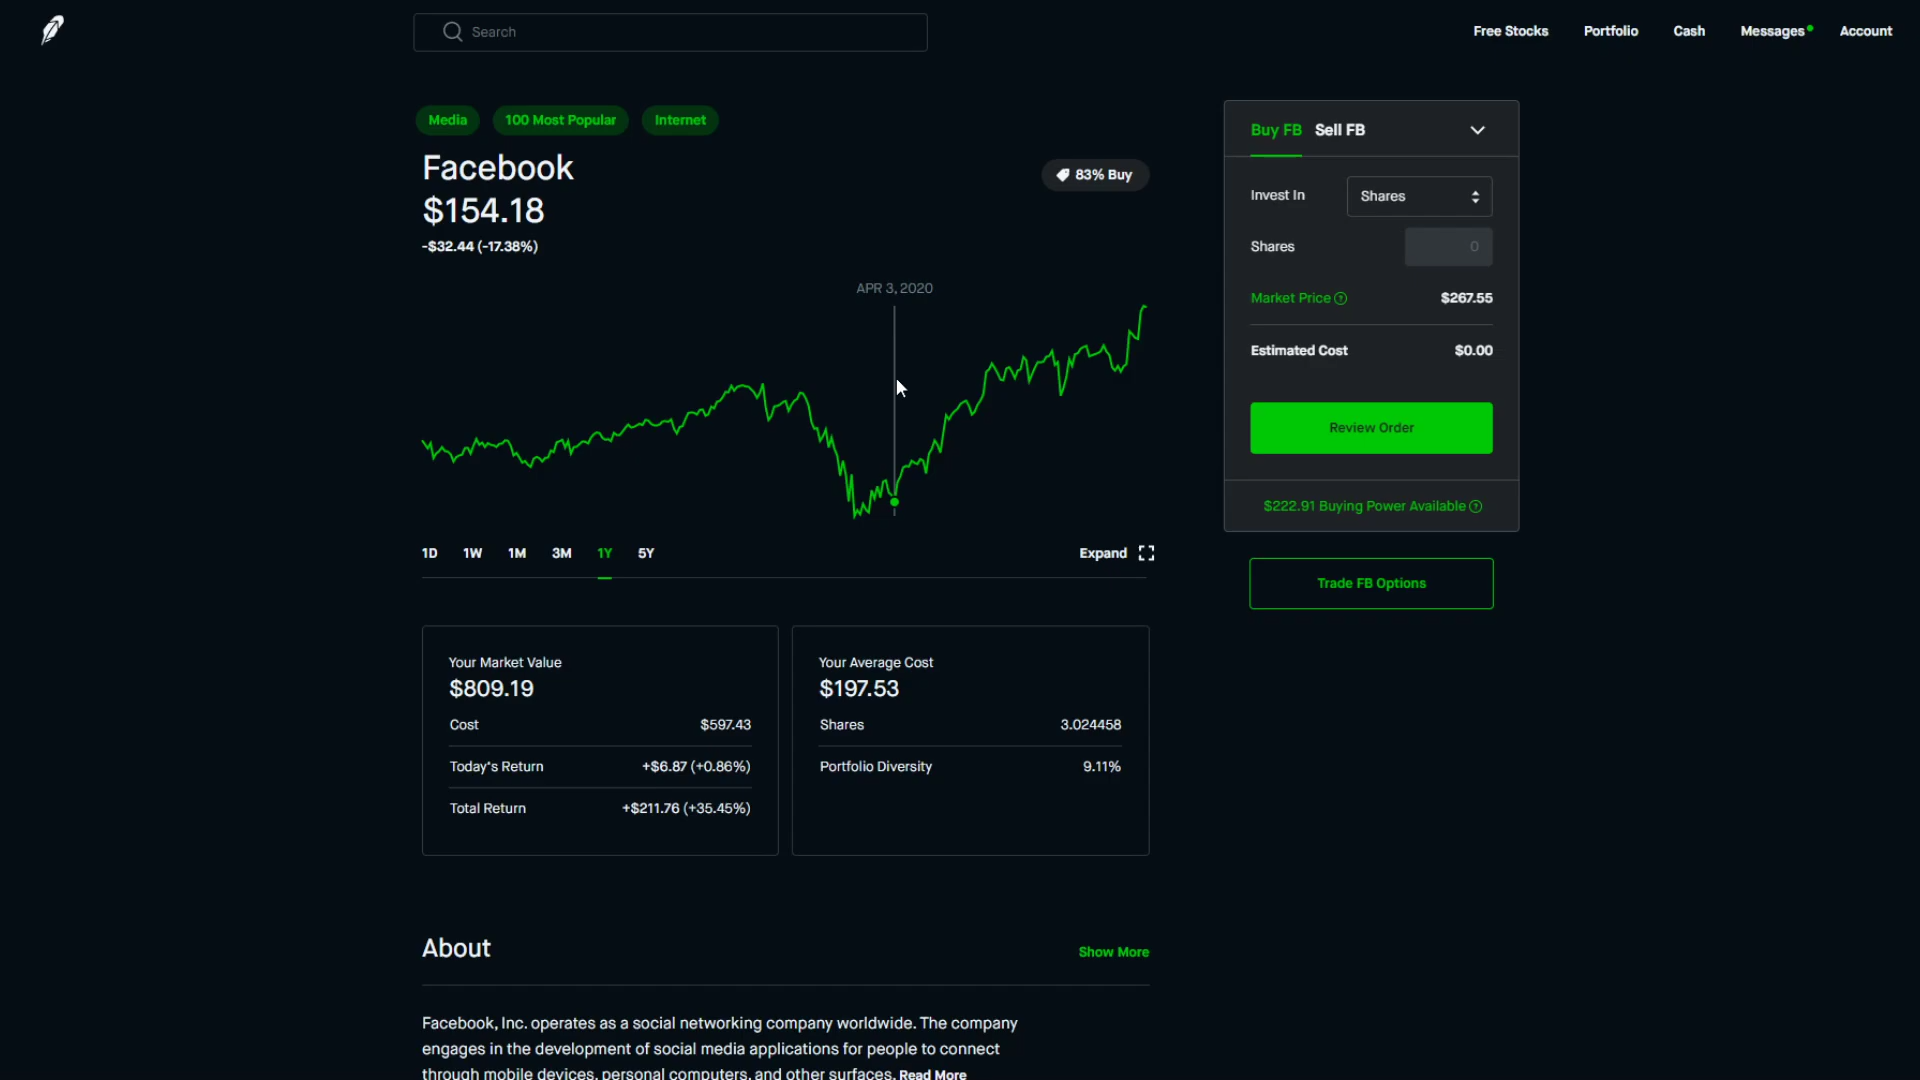 Search
Free Stocks Portfolio Cash Messages Account
Media 100 Most Popular Internet
Facebook
$154.18
-$32.44 (-17.38%)
83% Buy
APR 3, 2020
1D 1W 1M 3M 1Y 5Y
Expand
Buy FB Sell FB
Invest In Shares
Shares 0
Market Price ? $267.55
Estimated Cost $0.00
Review Order
$222.91 Buying Power Available ?
Trade FB Options
Your Market Value
$809.19
Cost $597.43
Today's Return +$6.87 (+0.86%)
Total Return +$211.76 (+35.45%)
Your Average Cost
$197.53
Shares 3.024458
Portfolio Diversity 9.11%
About
Show More
Facebook, Inc. operates as a social networking company worldwide. The company
engages in the development of social media applications for people to connect
through mobile devices, personal computers, and other surfaces. Read More